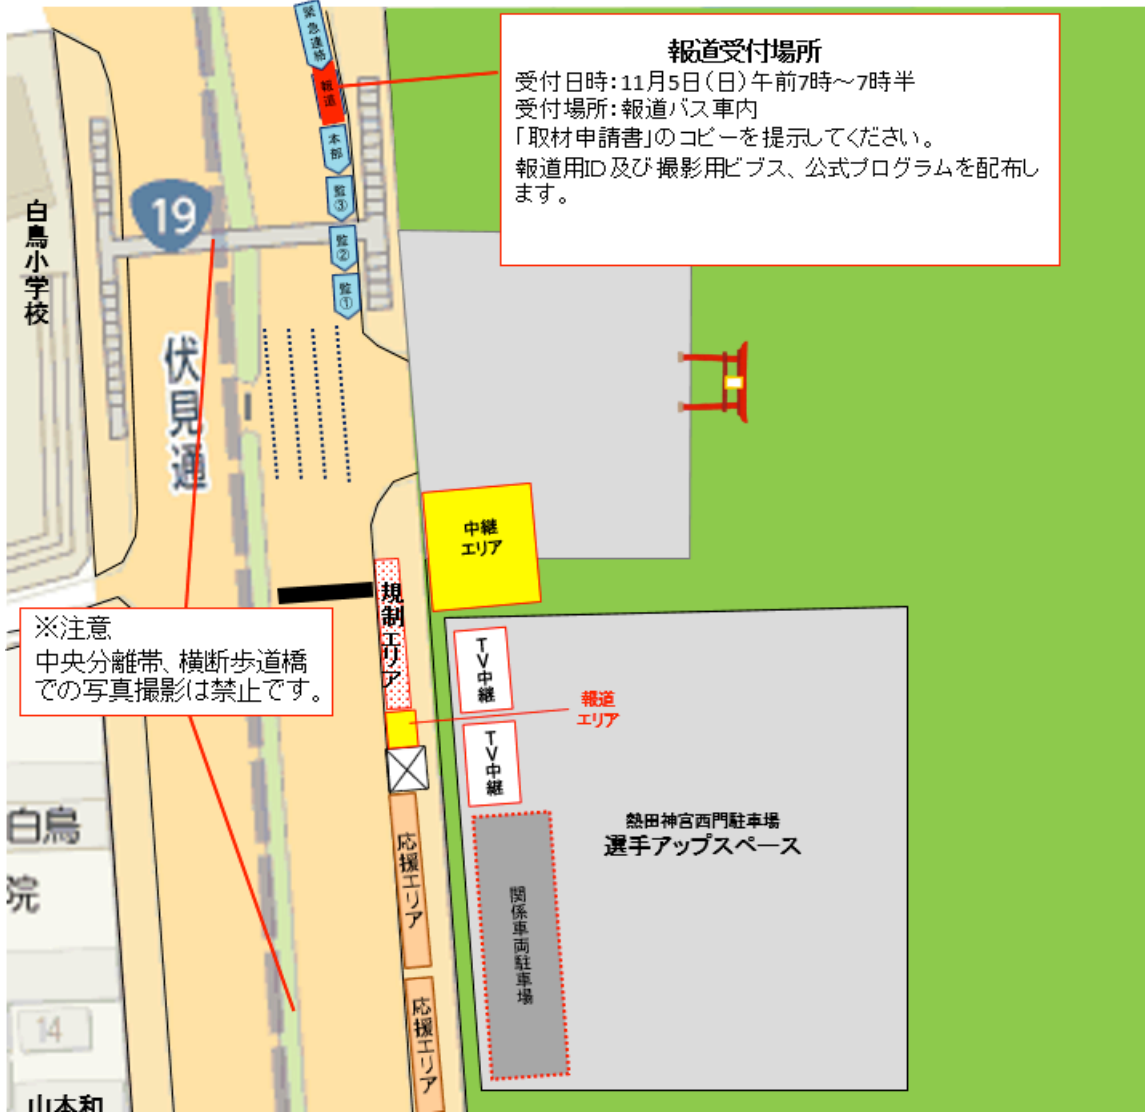 緊急連絡
報道
本部
監③
監②
監①
報道受付場所
受付日時：11月5日（日）午前7時～7時半
受付場所：報道バス車内
「取材申請書」のコピーを提示してください。
報道用ID及び撮影用ビブス、公式プログラムを配布し
ます。
19
白鳥小学校
伏見通
中継
エリア
規制エリア
※注意
中央分離帯、横断歩道橋
での写真撮影は禁止です。
TV中継
報道
エリア
TV中継
熱田神宮西門駐車場
選手アップスペース
白鳥
院
応援エリア
関係車両駐車場
応援エリア
14
山本和